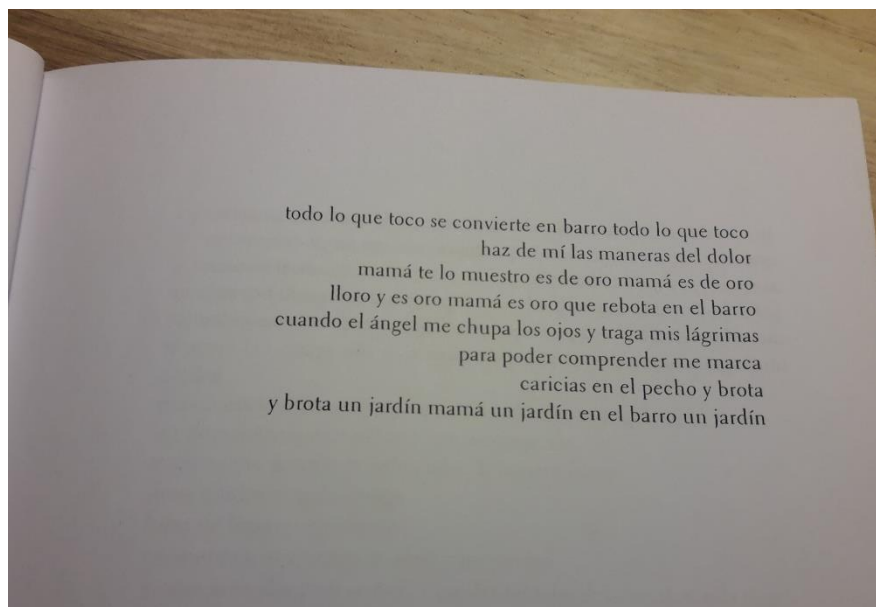 todo lo que toco se convierte en barro todo lo que toco
haz de mí las maneras del dolor
mamá te lo muestro es de oro mamá es de oro
lloro y es oro mamá es oro que rebota en el barro
cuando el ángel me chupa los ojos y traga mis lágrimas
para poder comprender me marca
caricias en el pecho y brota
y brota un jardín mamá un jardín en el barro un jardín